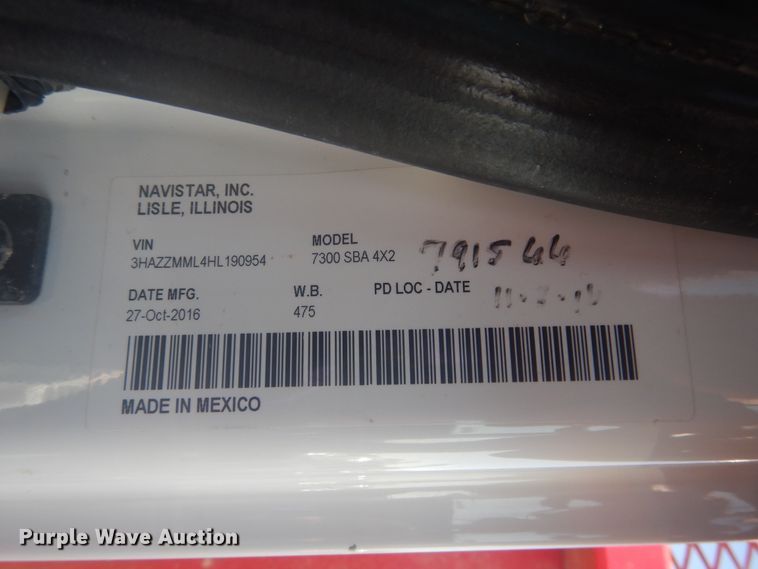 NAVISTAR, INC.
LISLE, ILLINOIS
VIN MODEL
3HAZZMML4HL190954 7300 SBA 4X2 791566
DATE MFG. W.B. PD LOC - DATE
27-Oct-2016 475
MADE IN MEXICO
Purple Wave Auction